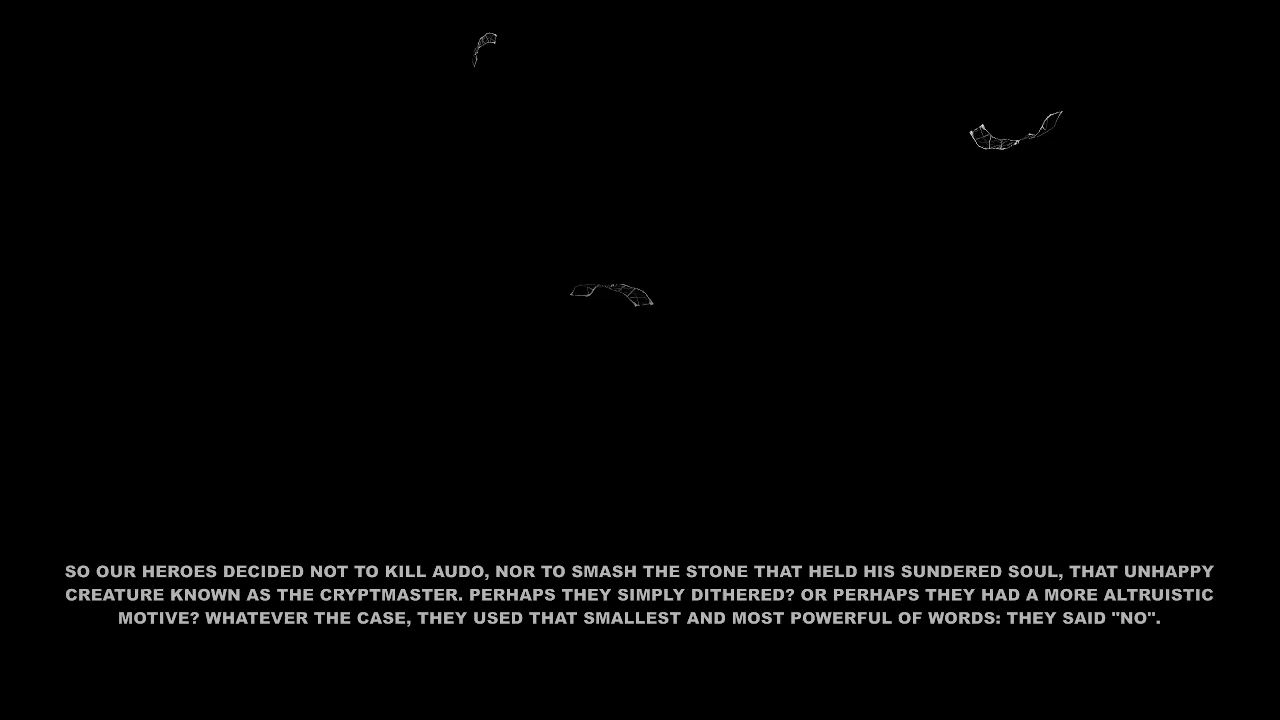 SO OUR HEROES DECIDED NOT TO KILL AUDO, NOR TO SMASH THE STONE THAT HELD HIS SUNDERED SOUL, THAT UNHAPPY
CREATURE KNOWN AS THE CRYPTMASTER. PERHAPS THEY SIMPLY DITHERED? OR PERHAPS THEY HAD A MORE ALTRUISTIC
MOTIVE? WHATEVER THE CASE, THEY USED THAT SMALLEST AND MOST POWERFUL OF WORDS: THEY SAID "NO".